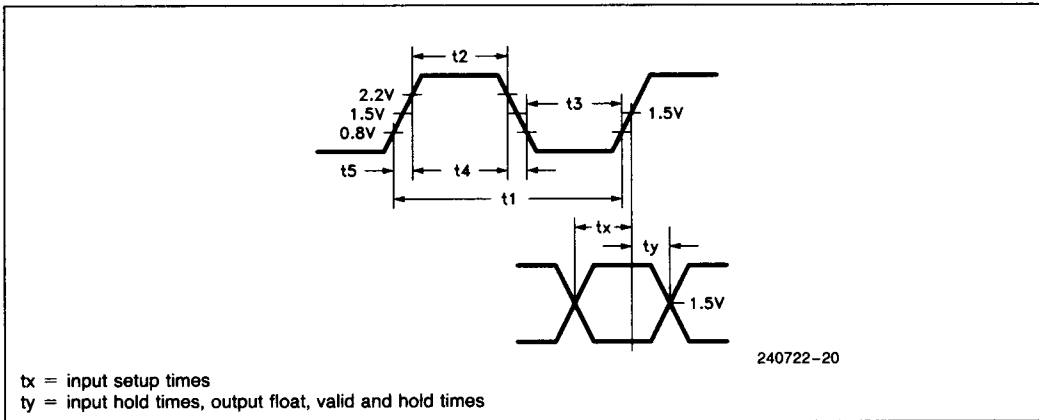 t2
2.2V
1.5V
0.8V
t3
1.5V
t5
t4
t1
tx
ty
1.5V
240722-20
tx = input setup times
ty = input hold times, output float, valid and hold times